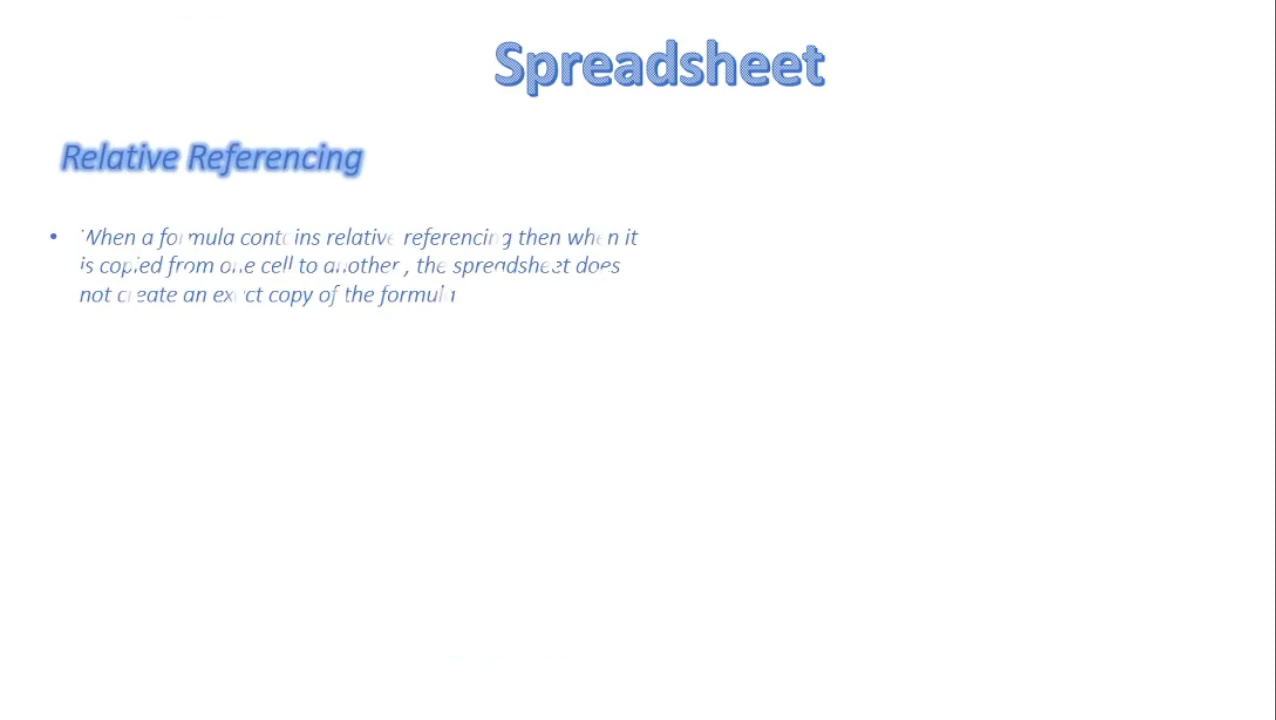 Spreadsheet
Relative Referencing
• When a formula contains relative referencing then when it
is copied from one cell to another , the spreadsheet does
not create an exact copy of the formula